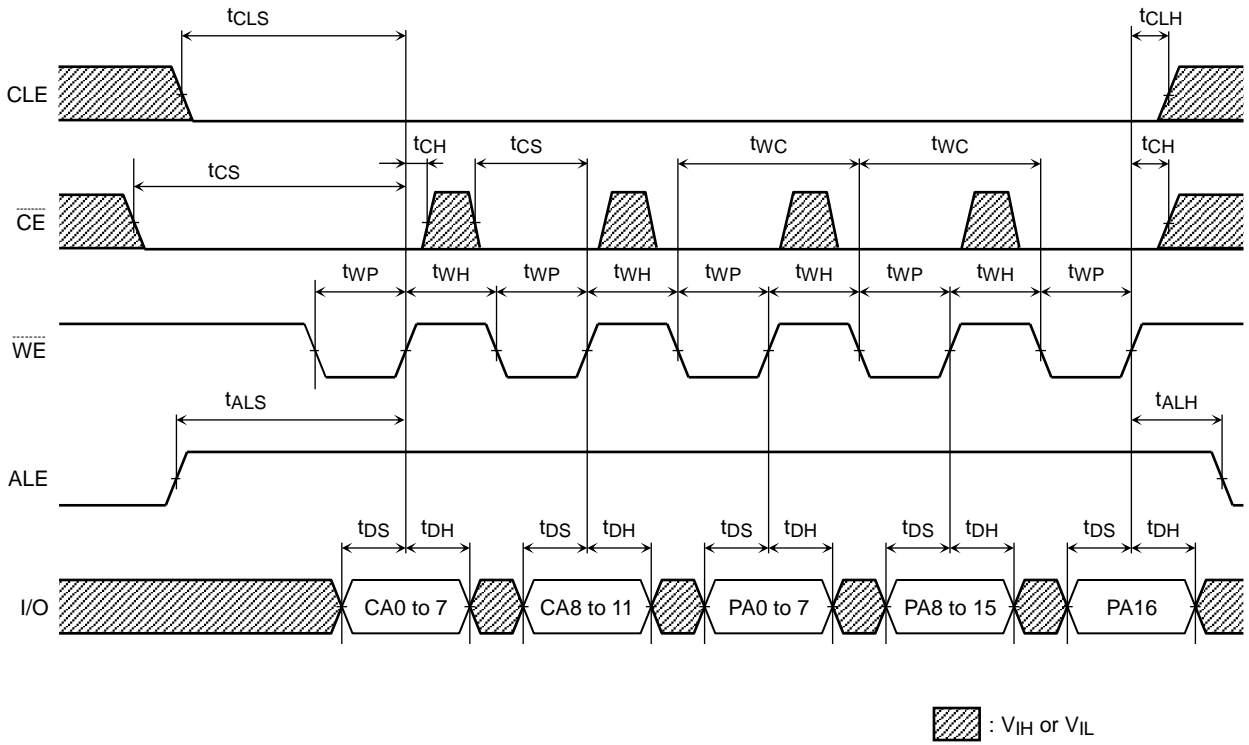 tCLS tCLH
CLE
tCH tCS tWC tWC tCH
tCS
CE
tWP tWH tWP tWH tWP tWH tWP tWH tWP
WE
tALS tALH
ALE
tDS tDH tDS tDH tDS tDH tDS tDH tDS tDH
I/O CA0 to 7 CA8 to 11 PA0 to 7 PA8 to 15 PA16
: VIH or VIL